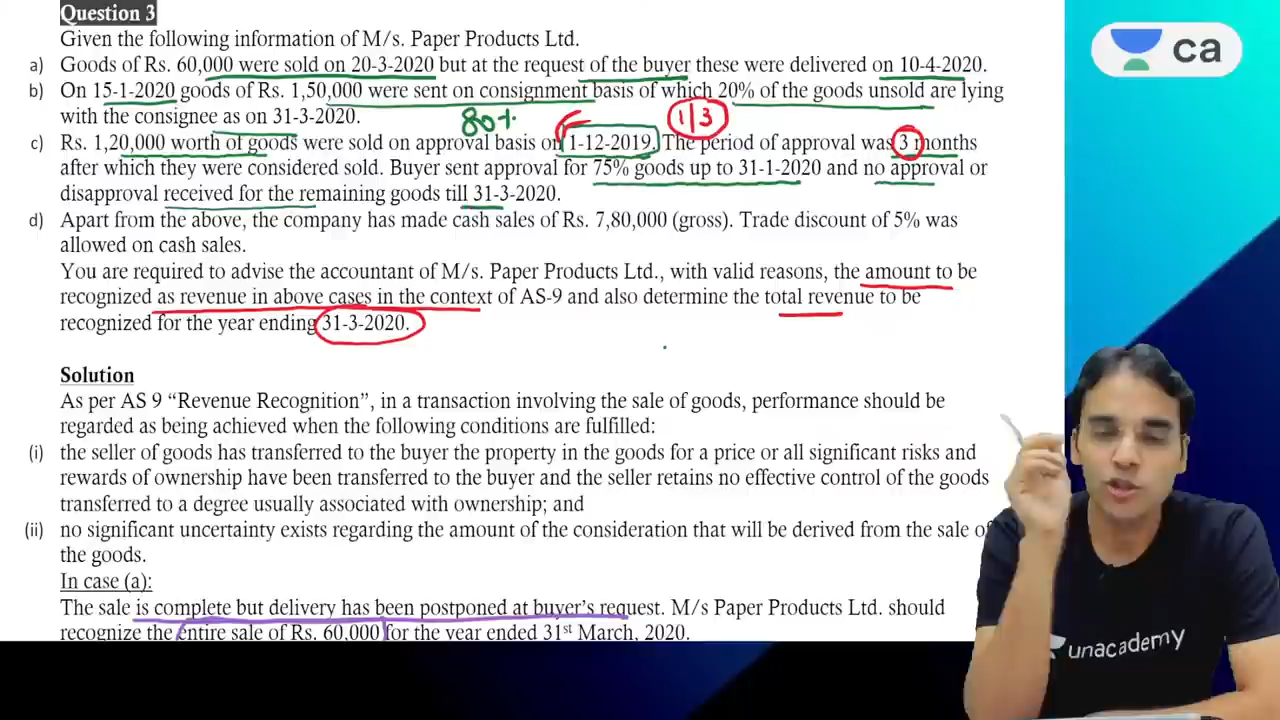 Question 3
Given the following information of M/s. Paper Products Ltd.
a) Goods of Rs. 60,000 were sold on 20-3-2020 but at the request of the buyer these were delivered on 10-4-2020.
b) On 15-1-2020 goods of Rs. 1,50,000 were sent on consignment basis of which 20% of the goods unsold are lying
with the consignee as on 31-3-2020.
80%
1/3
c) Rs. 1,20,000 worth of goods were sold on approval basis on 1-12-2019. The period of approval was 3 months
after which they were considered sold. Buyer sent approval for 75% goods up to 31-1-2020 and no approval or
disapproval received for the remaining goods till 31-3-2020.
d) Apart from the above, the company has made cash sales of Rs. 7,80,000 (gross). Trade discount of 5% was
allowed on cash sales.
You are required to advise the accountant of M/s. Paper Products Ltd., with valid reasons, the amount to be
recognized as revenue in above cases in the context of AS-9 and also determine the total revenue to be
recognized for the year ending 31-3-2020.
Solution
As per AS 9 “Revenue Recognition”, in a transaction involving the sale of goods, performance should be
regarded as being achieved when the following conditions are fulfilled:
(i) the seller of goods has transferred to the buyer the property in the goods for a price or all significant risks and
rewards of ownership have been transferred to the buyer and the seller retains no effective control of the goods
transferred to a degree usually associated with ownership; and
(ii) no significant uncertainty exists regarding the amount of the consideration that will be derived from the sale of
the goods.
In case (a):
The sale is complete but delivery has been postponed at buyer’s request. M/s Paper Products Ltd. should
recognize the entire sale of Rs. 60,000 for the year ended 31st March, 2020.
ca
unacademy